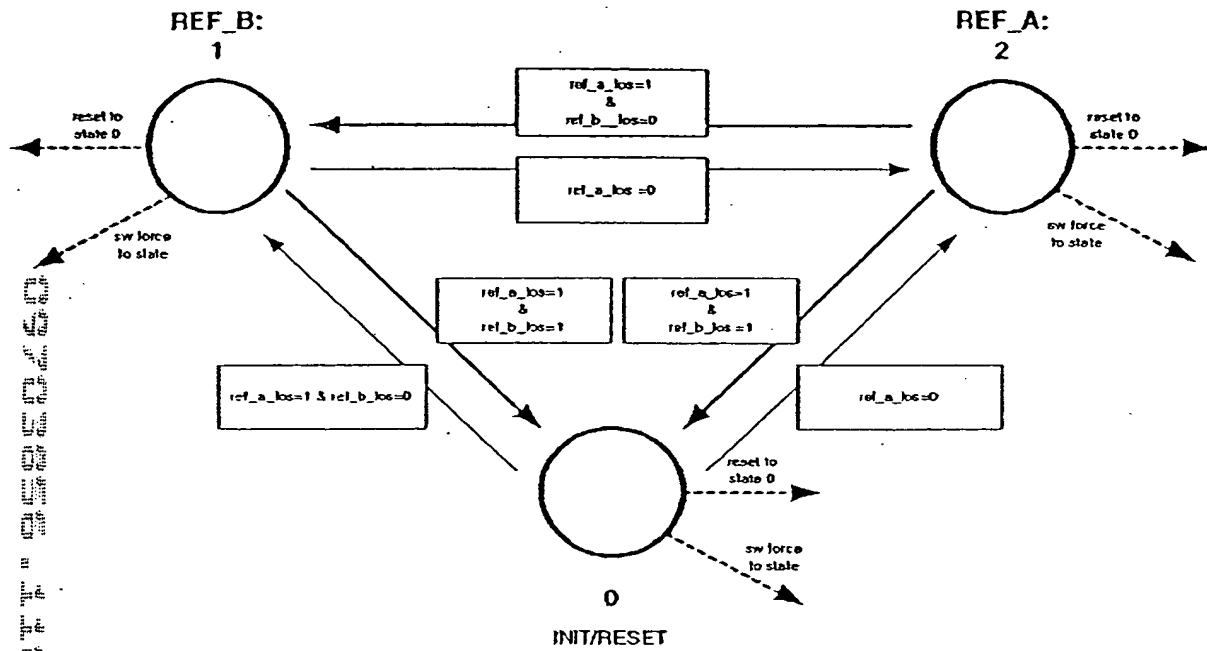 REF_B:
1
REF_A:
2
ref_a_los=1
&
ref_b__los=0
reset to
state 0
reset to
state 0
ref_a_los =0
sw force
to state
sw force
to state
ref_a_los=1
&
ref_b_los=1
ref_a_los=1
&
ref_b_los =1
ref_a_los=1 & ref_b_los=0
ref_a_los=0
reset to
state 0
sw force
to state
0
INIT/RESET